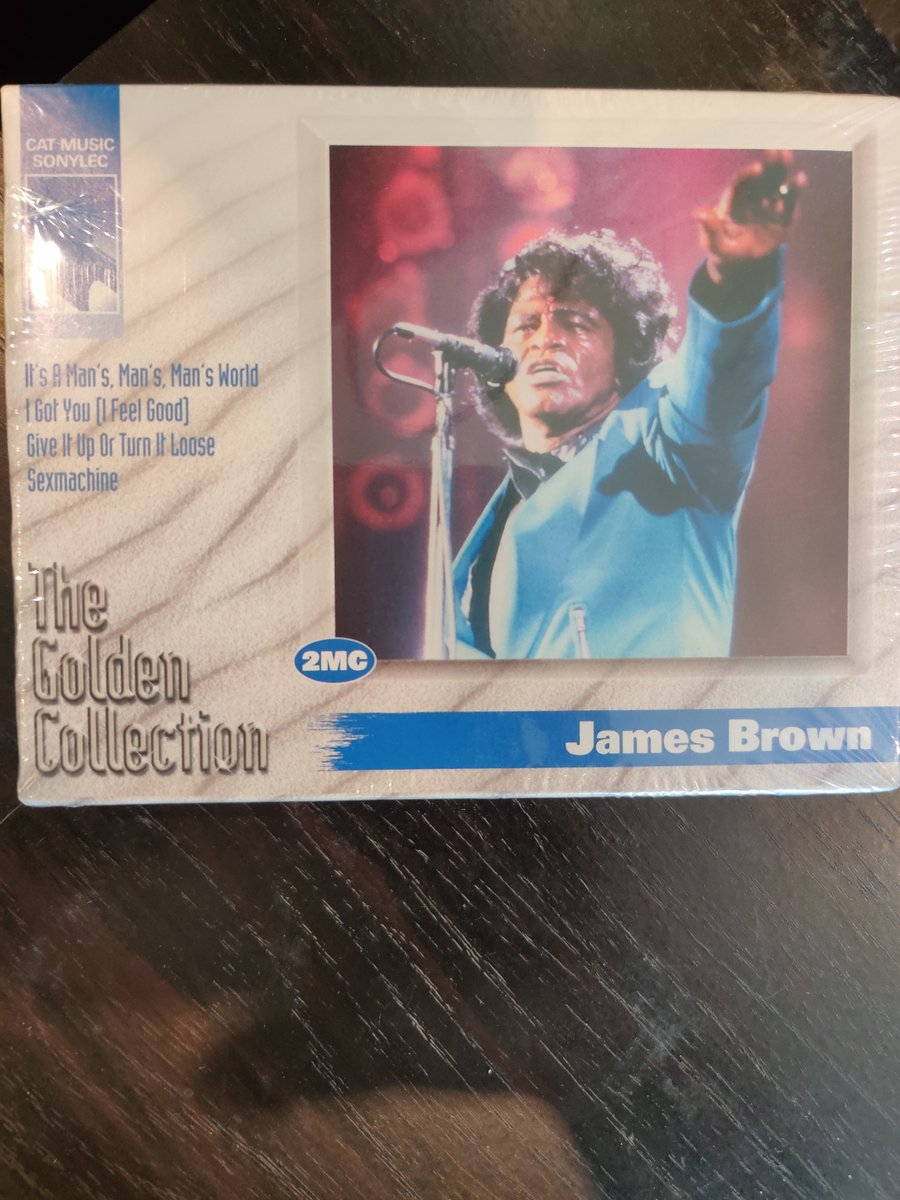 CAT MUSIC
SONYLEC
It's A Man's, Man's, Man's World
I Got You (I Feel Good)
Give It Up Or Turn It Loose
Sexmachine
The
Golden
Collection
2MC
James Brown